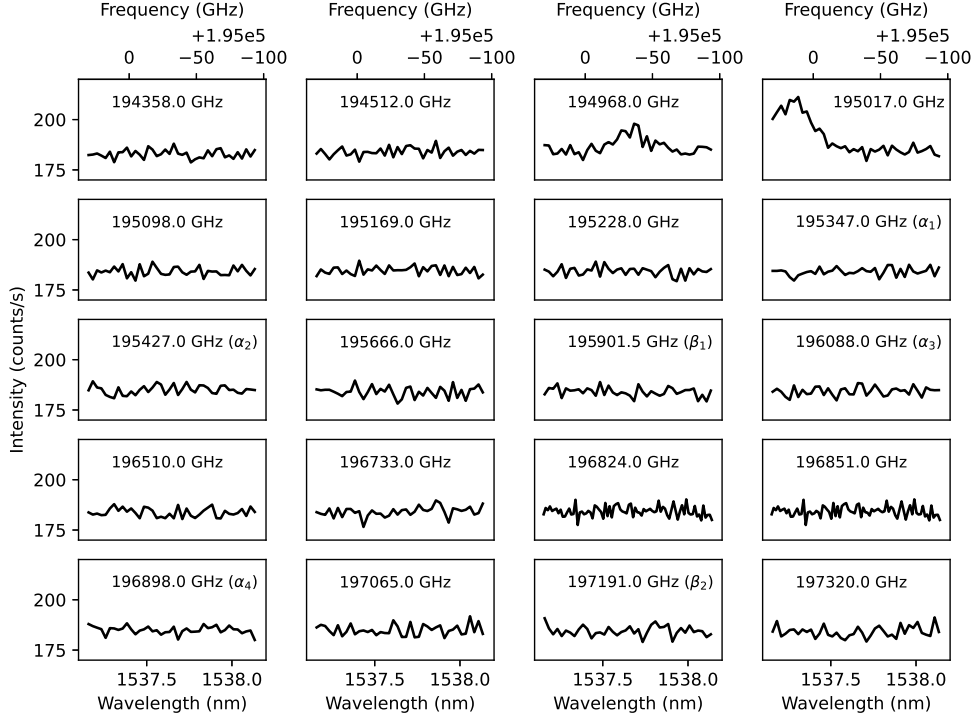 Frequency (GHz) Frequency (GHz) Frequency (GHz) Frequency (GHz)
+1.95e5 +1.95e5 +1.95e5 +1.95e5
0 −50 −100 0 −50 −100 0 −50 −100 0 −50 −100
194358.0 GHz 194512.0 GHz 194968.0 GHz 195017.0 GHz
200
175
195098.0 GHz 195169.0 GHz 195228.0 GHz 195347.0 GHz (α₁)
200
175
195427.0 GHz (α₂) 195666.0 GHz 195901.5 GHz (β₁) 196088.0 GHz (α₃)
200
175
196510.0 GHz 196733.0 GHz 196824.0 GHz 196851.0 GHz
200
175
196898.0 GHz (α₄) 197065.0 GHz 197191.0 GHz (β₂) 197320.0 GHz
200
175
Intensity (counts/s)
1537.5 1538.0 1537.5 1538.0 1537.5 1538.0 1537.5 1538.0
Wavelength (nm) Wavelength (nm) Wavelength (nm) Wavelength (nm)